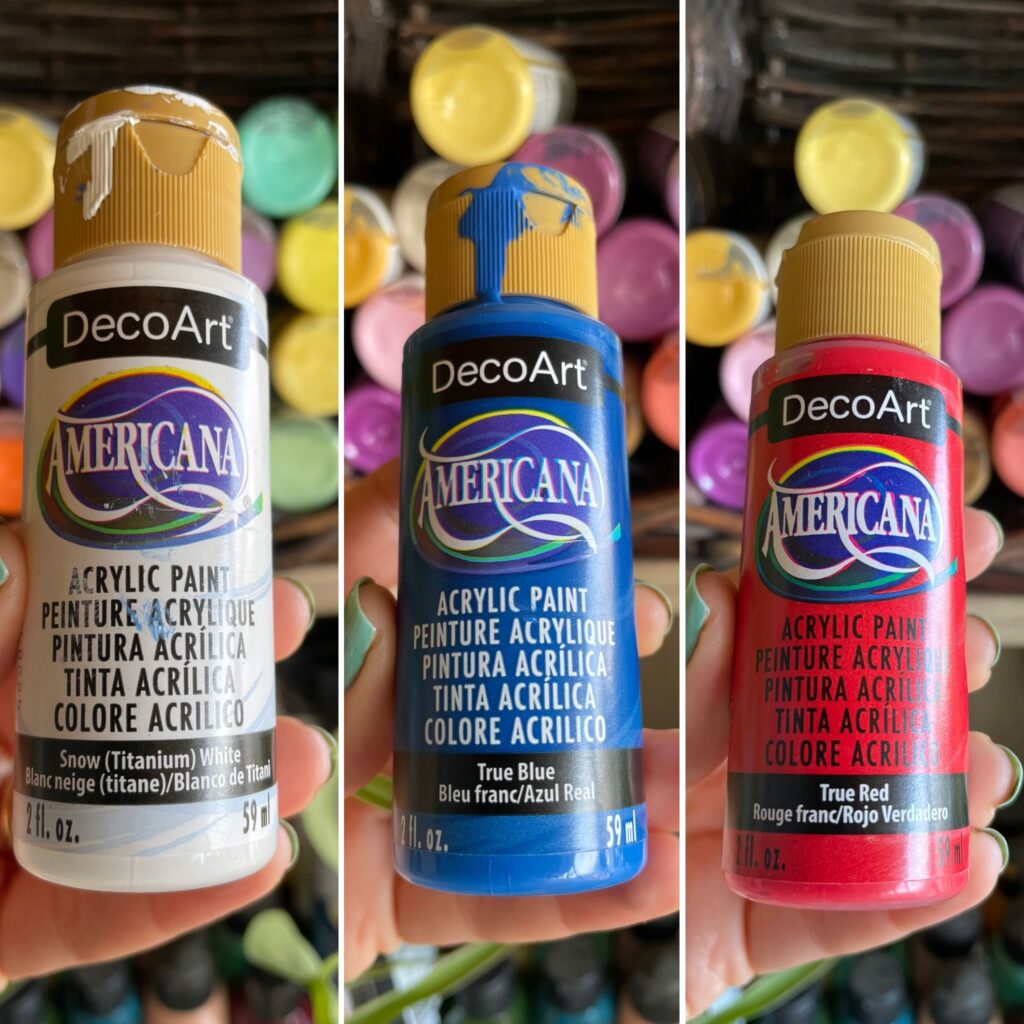 DecoArt®
AMERICANA®
ACRYLIC PAINT
PEINTURE ACRYLIQUE
PINTURA ACRÍLICA
TINTA ACRÍLICA
COLORE ACRILICO
Snow (Titanium) White
Blanc neige (titane)/Blanco de Titani
2 fl. oz. 59 ml
DecoArt®
AMERICANA
ACRYLIC PAINT
PEINTURE ACRYLIQUE
PINTURA ACRÍLICA
TINTA ACRÍLICA
COLORE ACRILICO
True Blue
Bleu franc/Azul Real
2 fl. oz. 59 ml
DecoArt®
AMERICANA
ACRYLIC PAINT
PEINTURE ACRYLIQUE
PINTURA ACRÍLICA
TINTA ACRÍLICA
COLORE ACRILICO
True Red
Rouge franc/Rojo Verdadero
2 fl. oz. 59 ml